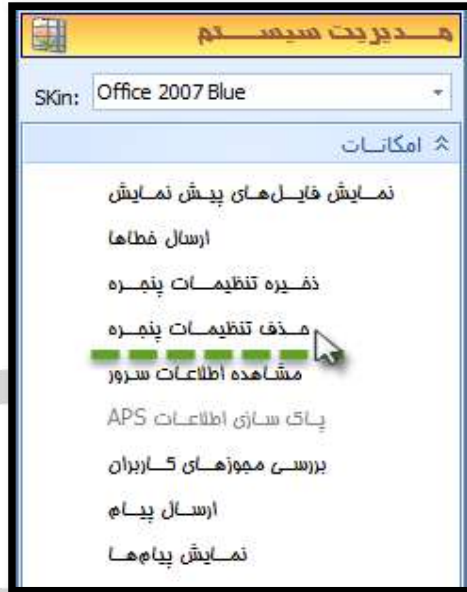 مدیریت سیستم
SKin: Office 2007 Blue
امکانات
نمایش فایل‌های پیش نمایش
ارسال خطاها
ذخیره تنظیمات پنجره
حذف تنظیمات پنجره
مشاهده اطلاعات سرور
پاک سازی اطلاعات APS
بررسی مجوزهای کاربران
ارسال پیام
نمایش پیام‌ها